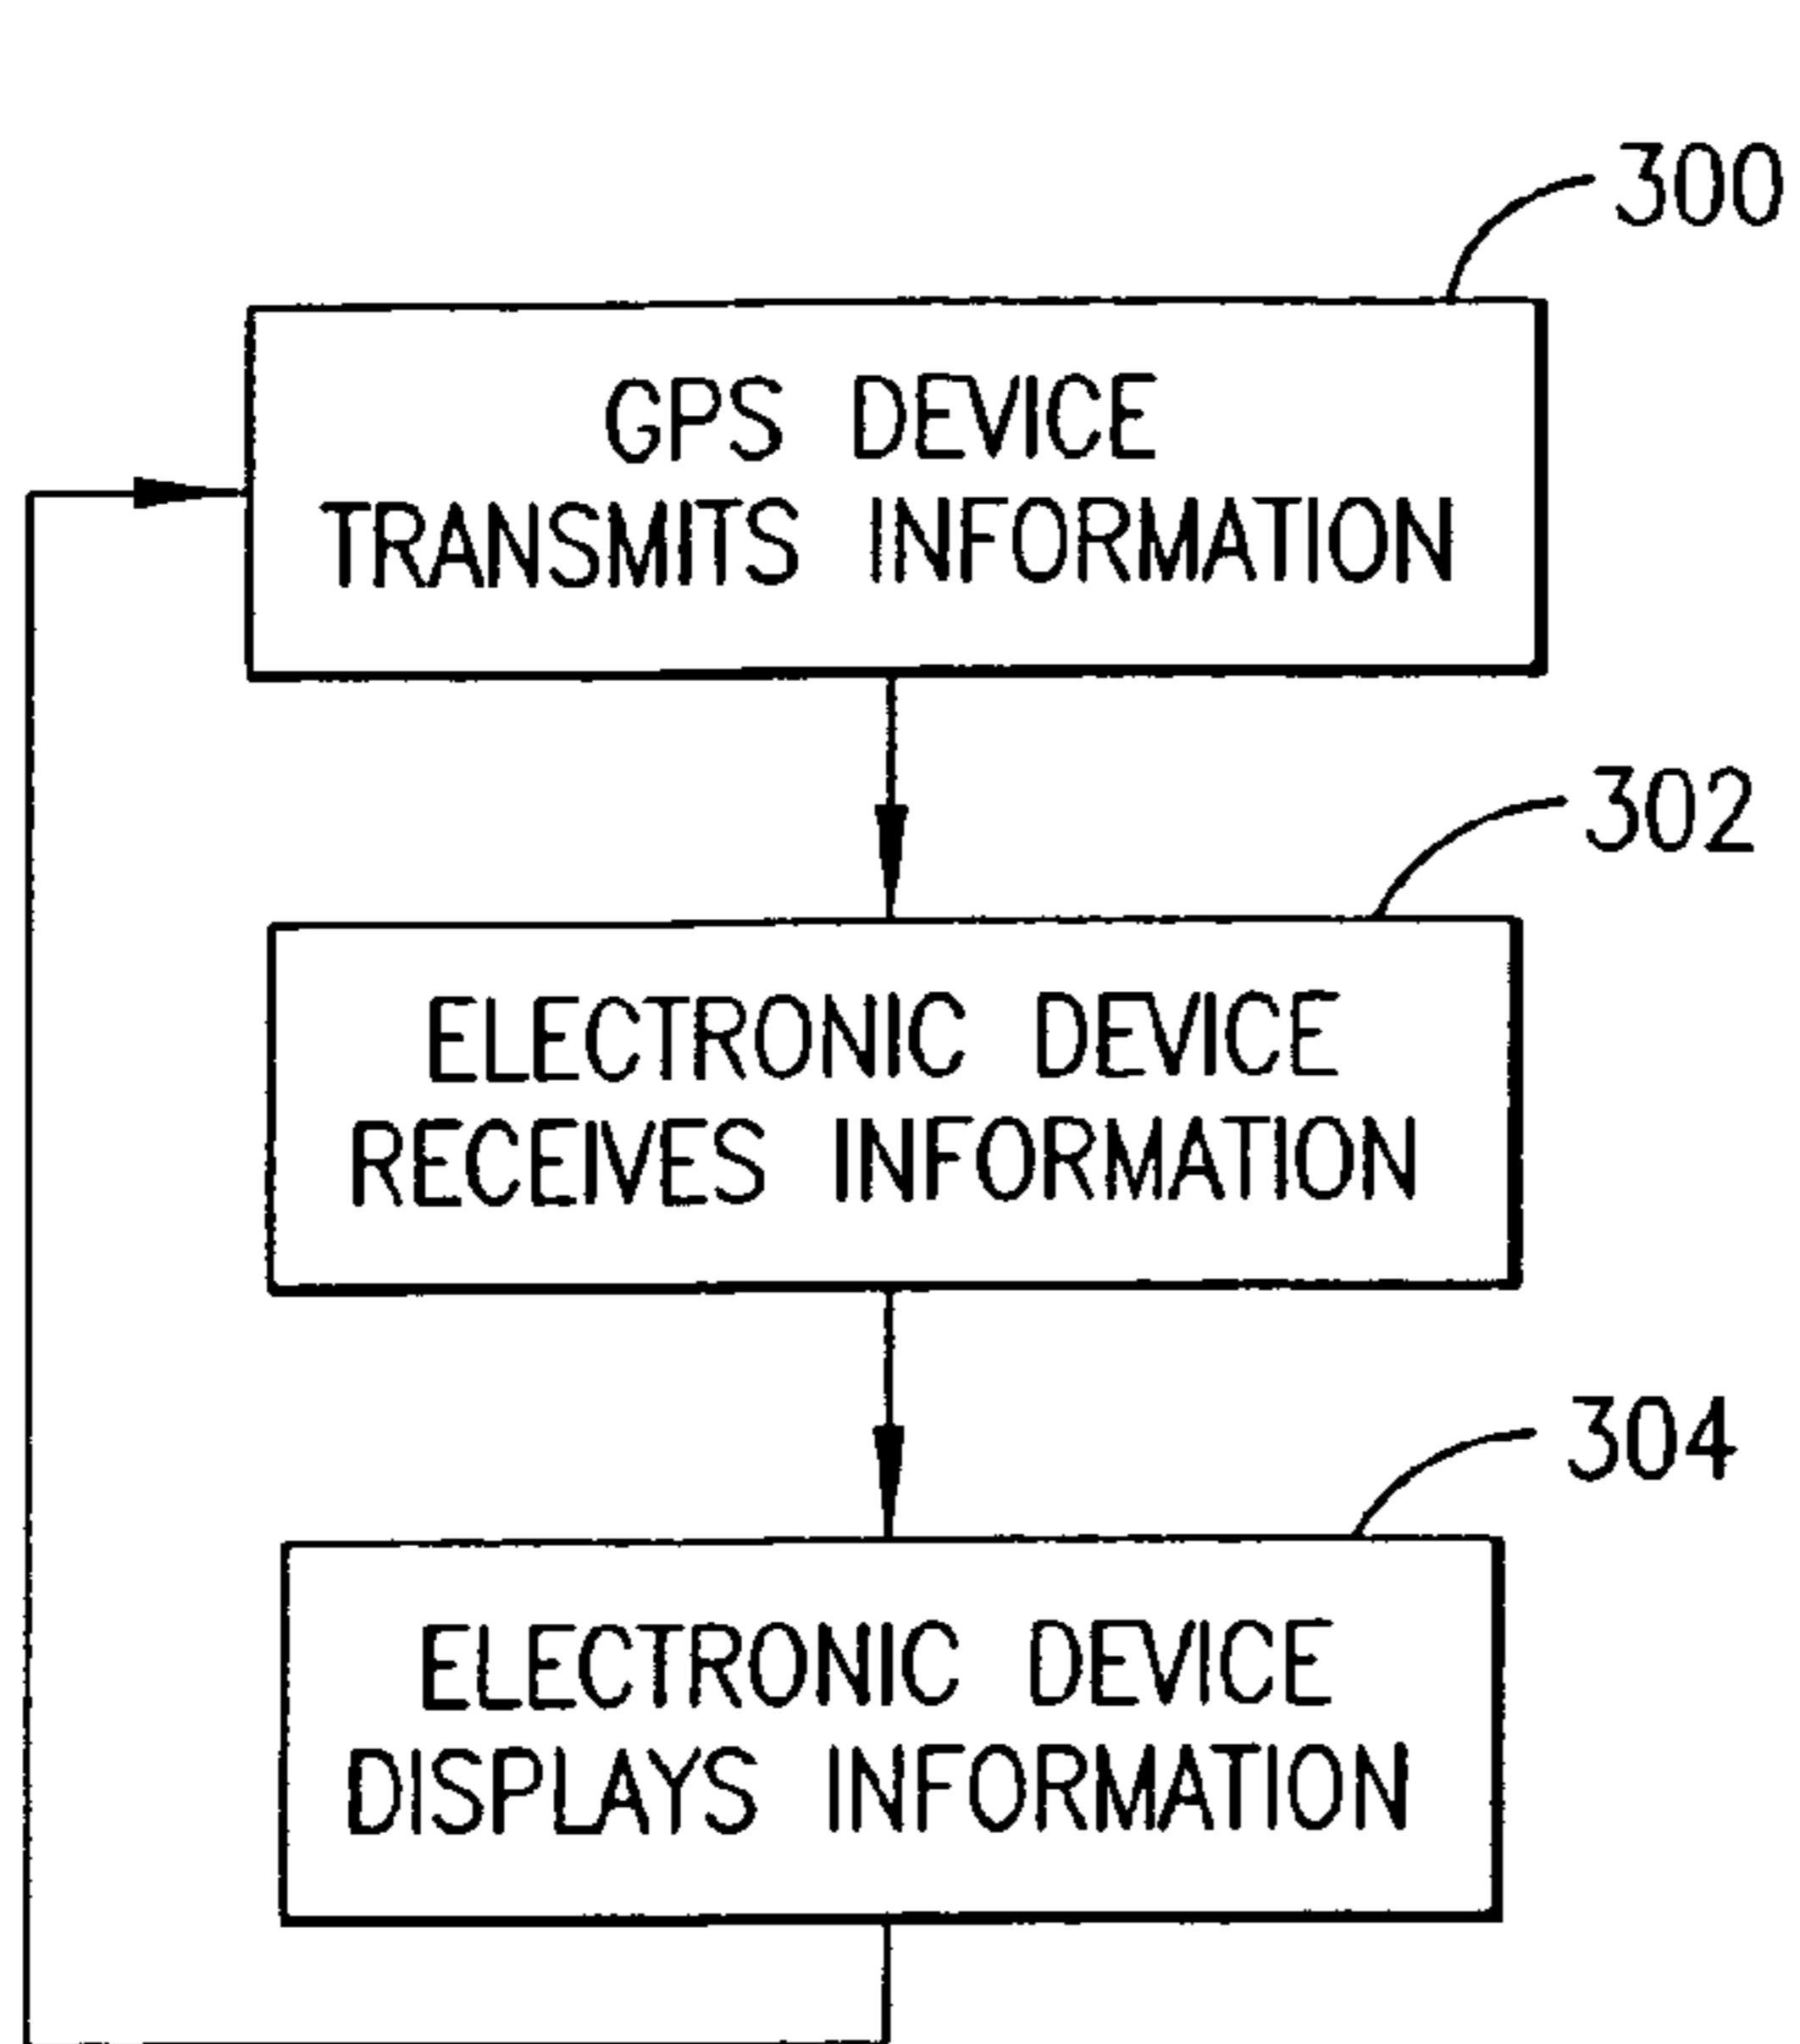 300
GPS DEVICE
TRANSMITS INFORMATION
302
ELECTRONIC DEVICE
RECEIVES INFORMATION
304
ELECTRONIC DEVICE
DISPLAYS INFORMATION